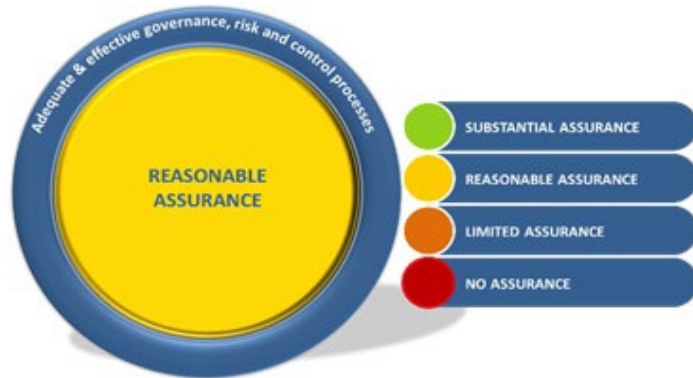 Adequate & effective governance, risk and control processes
REASONABLE
ASSURANCE
SUBSTANTIAL ASSURANCE
REASONABLE ASSURANCE
LIMITED ASSURANCE
NO ASSURANCE